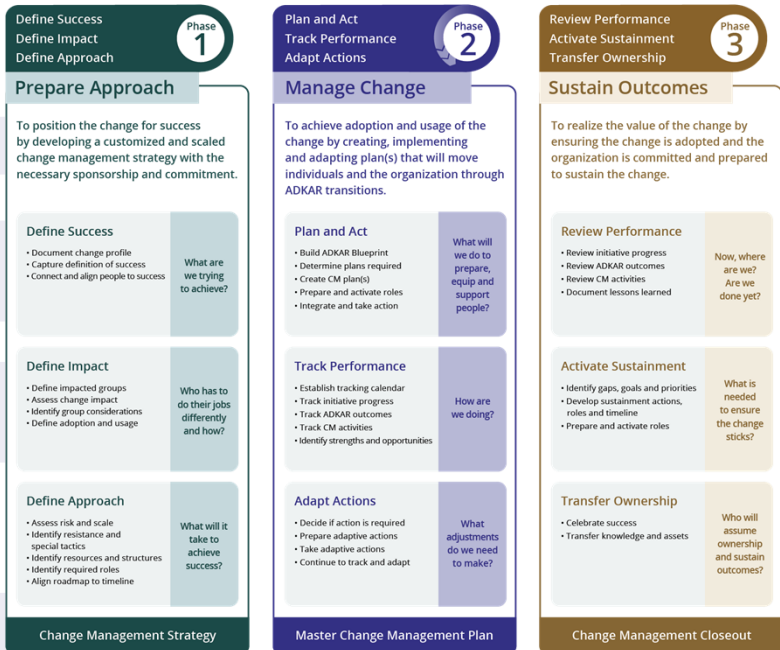 Define Success
Define Impact
Define Approach
Phase
1
Prepare Approach
To position the change for success
by developing a customized and scaled
change management strategy with the
necessary sponsorship and commitment.
Define Success
• Document change profile
• Capture definition of success
• Connect and align people to success
What are
we trying
to achieve?
Define Impact
• Define impacted groups
• Assess change impact
• Identify group considerations
• Define adoption and usage
Who has to
do their jobs
differently
and how?
Define Approach
• Assess risk and scale
• Identify resistance and
special tactics
• Identify resources and structures
• Identify required roles
• Align roadmap to timeline
What will it
take to
achieve
success?
Change Management Strategy
Plan and Act
Track Performance
Adapt Actions
Phase
2
Manage Change
To achieve adoption and usage of the
change by creating, implementing
and adapting plan(s) that will move
individuals and the organization through
ADKAR transitions.
Plan and Act
• Build ADKAR Blueprint
• Determine plans required
• Create CM plan(s)
• Prepare and activate roles
• Integrate and take action
What will
we do to
prepare,
equip and
support
people?
Track Performance
• Establish tracking calendar
• Track initiative progress
• Track ADKAR outcomes
• Track CM activities
• Identify strengths and opportunities
How are
we doing?
Adapt Actions
• Decide if action is required
• Prepare adaptive actions
• Take adaptive actions
• Continue to track and adapt
What
adjustments
do we need
to make?
Master Change Management Plan
Review Performance
Activate Sustainment
Transfer Ownership
Phase
3
Sustain Outcomes
To realize the value of the change by
ensuring the change is adopted and the
organization is committed and prepared
to sustain the change.
Review Performance
• Review initiative progress
• Review ADKAR outcomes
• Review CM activities
• Document lessons learned
Now, where
are we?
Are we
done yet?
Activate Sustainment
• Identify gaps, goals and priorities
• Develop sustainment actions,
roles and timeline
• Prepare and activate roles
What is
needed
to ensure
the change
sticks?
Transfer Ownership
• Celebrate success
• Transfer knowledge and assets
Who will
assume
ownership
and sustain
outcomes?
Change Management Closeout